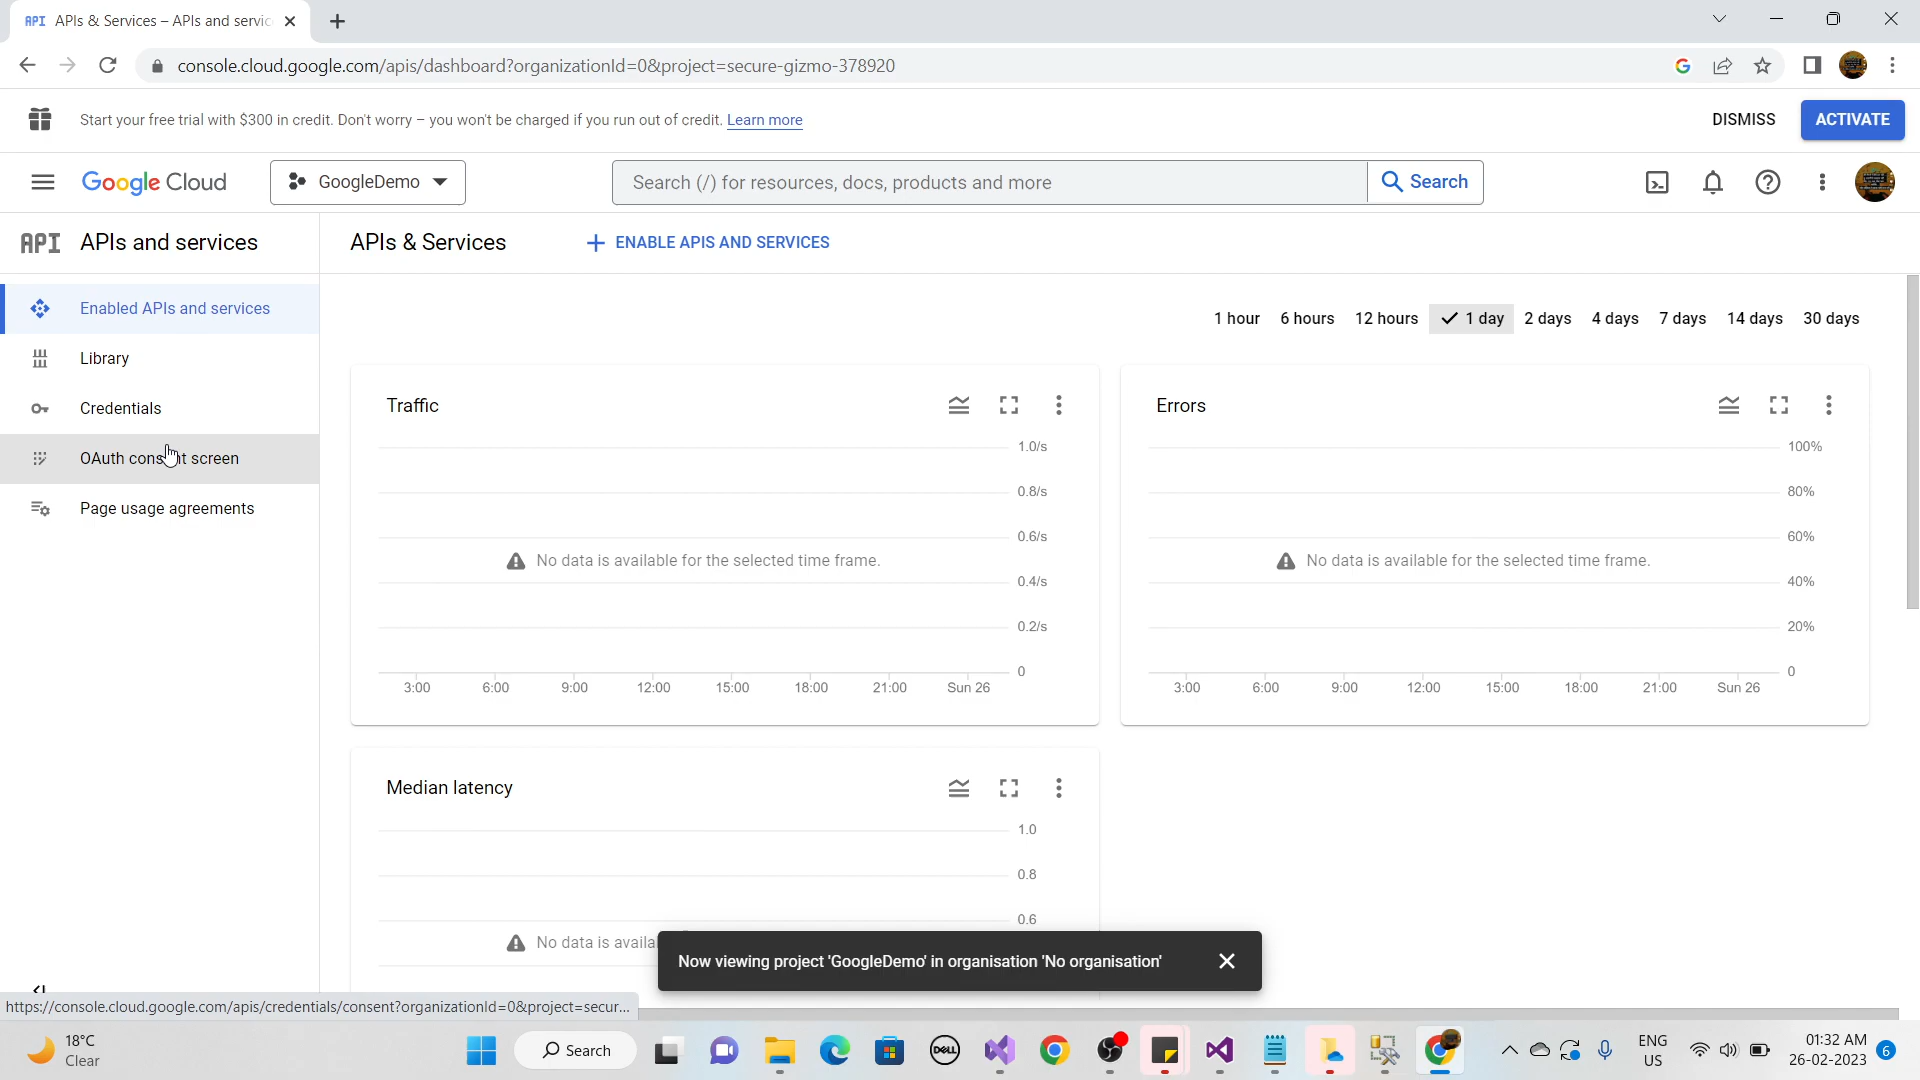 API APIs & Services – APIs and servic
console.cloud.google.com/apis/dashboard?organizationId=0&project=secure-gizmo-378920
Start your free trial with $300 in credit. Don't worry – you won't be charged if you run out of credit. Learn more
DISMISS
ACTIVATE
Google Cloud
GoogleDemo
Search (/) for resources, docs, products and more
Search
API APIs and services
APIs & Services
ENABLE APIS AND SERVICES
Enabled APIs and services
Library
Credentials
OAuth consent screen
Page usage agreements
1 hour 6 hours 12 hours 1 day 2 days 4 days 7 days 14 days 30 days
Traffic
1.0/s
0.8/s
0.6/s
No data is available for the selected time frame.
0.4/s
0.2/s
0
3:00 6:00 9:00 12:00 15:00 18:00 21:00 Sun 26
Errors
100%
80%
60%
No data is available for the selected time frame.
40%
20%
0
3:00 6:00 9:00 12:00 15:00 18:00 21:00 Sun 26
Median latency
1.0
0.8
0.6
No data is availa
Now viewing project 'GoogleDemo' in organisation 'No organisation'
https://console.cloud.google.com/apis/credentials/consent?organizationId=0&project=secur...
18°C
Clear
Search
DELL
ENG
US
01:32 AM
26-02-2023
6